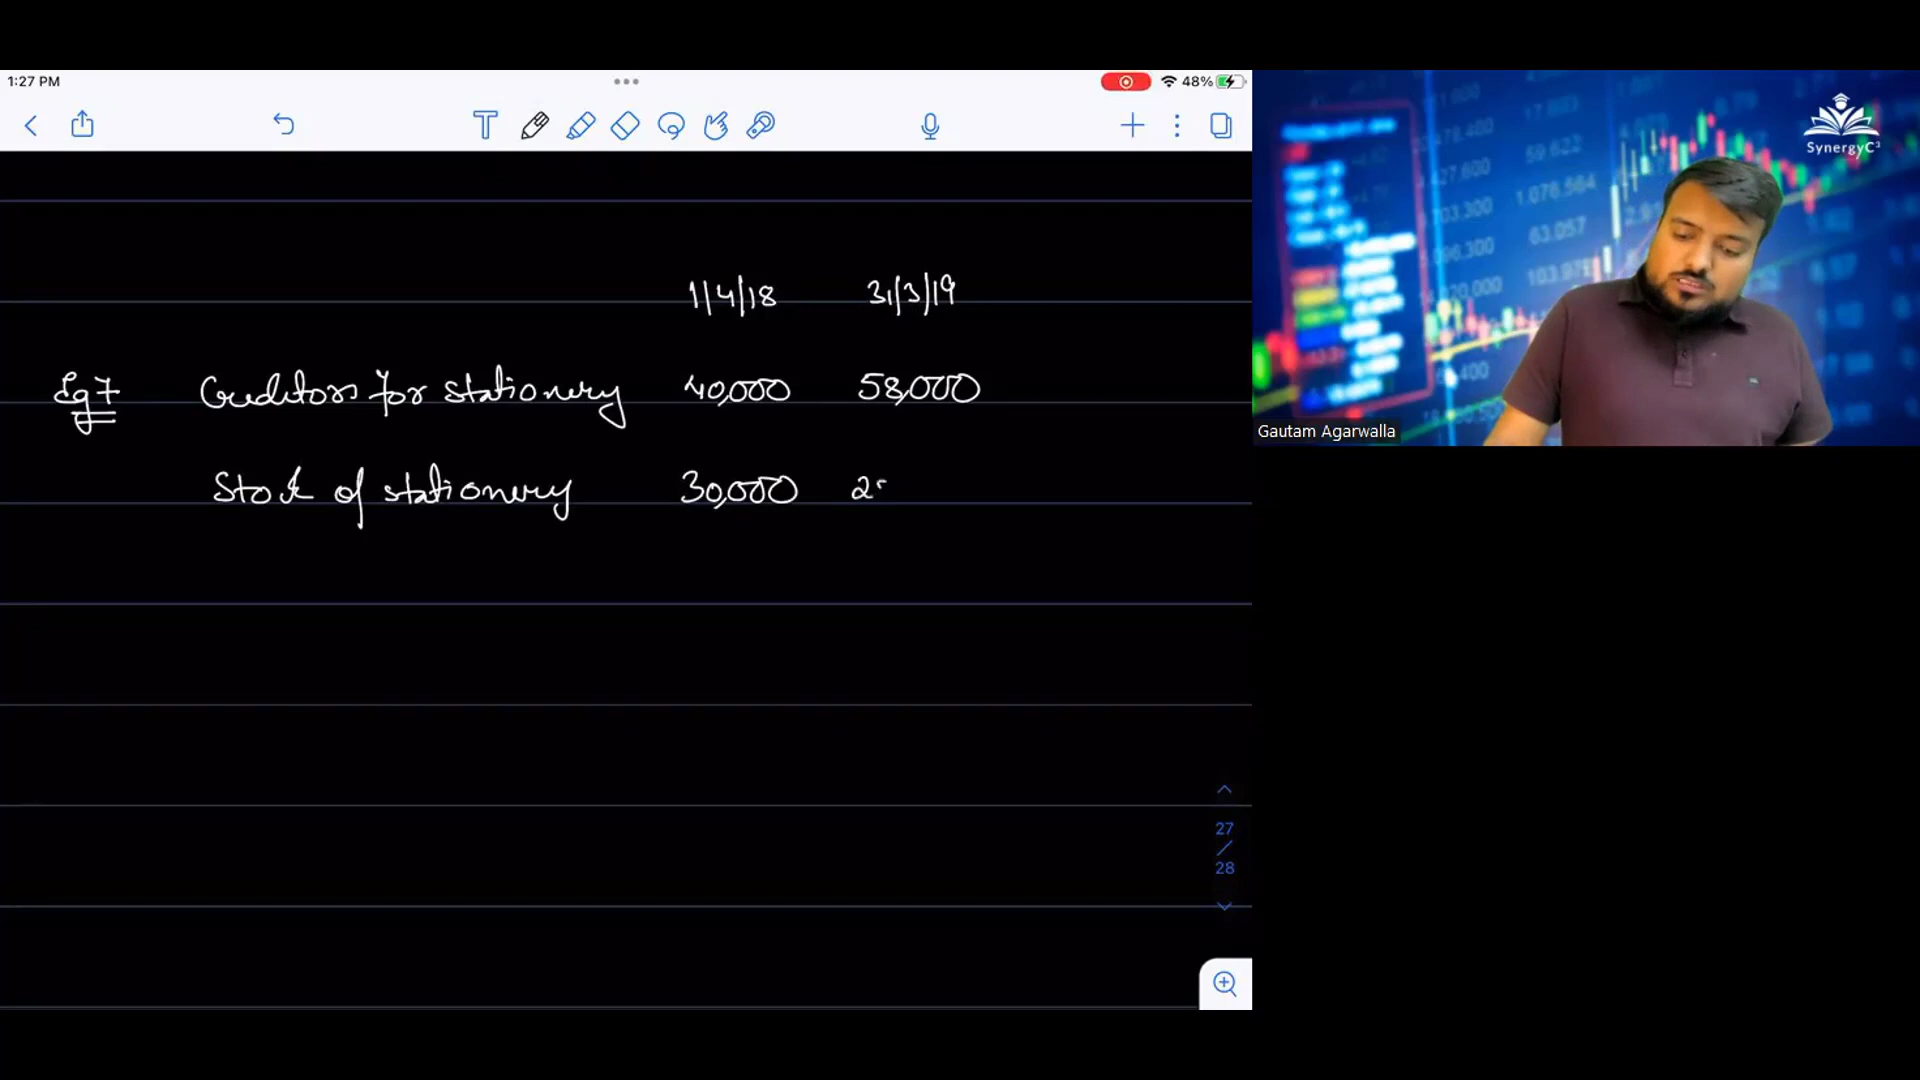 1:27 PM
48%
SynergyC³
1/4/18 31/3/19
Eg 7 Creditors for stationery 40,000 58,000
Stock of stationery 30,000 2
Gautam Agarwalla
27
/
28